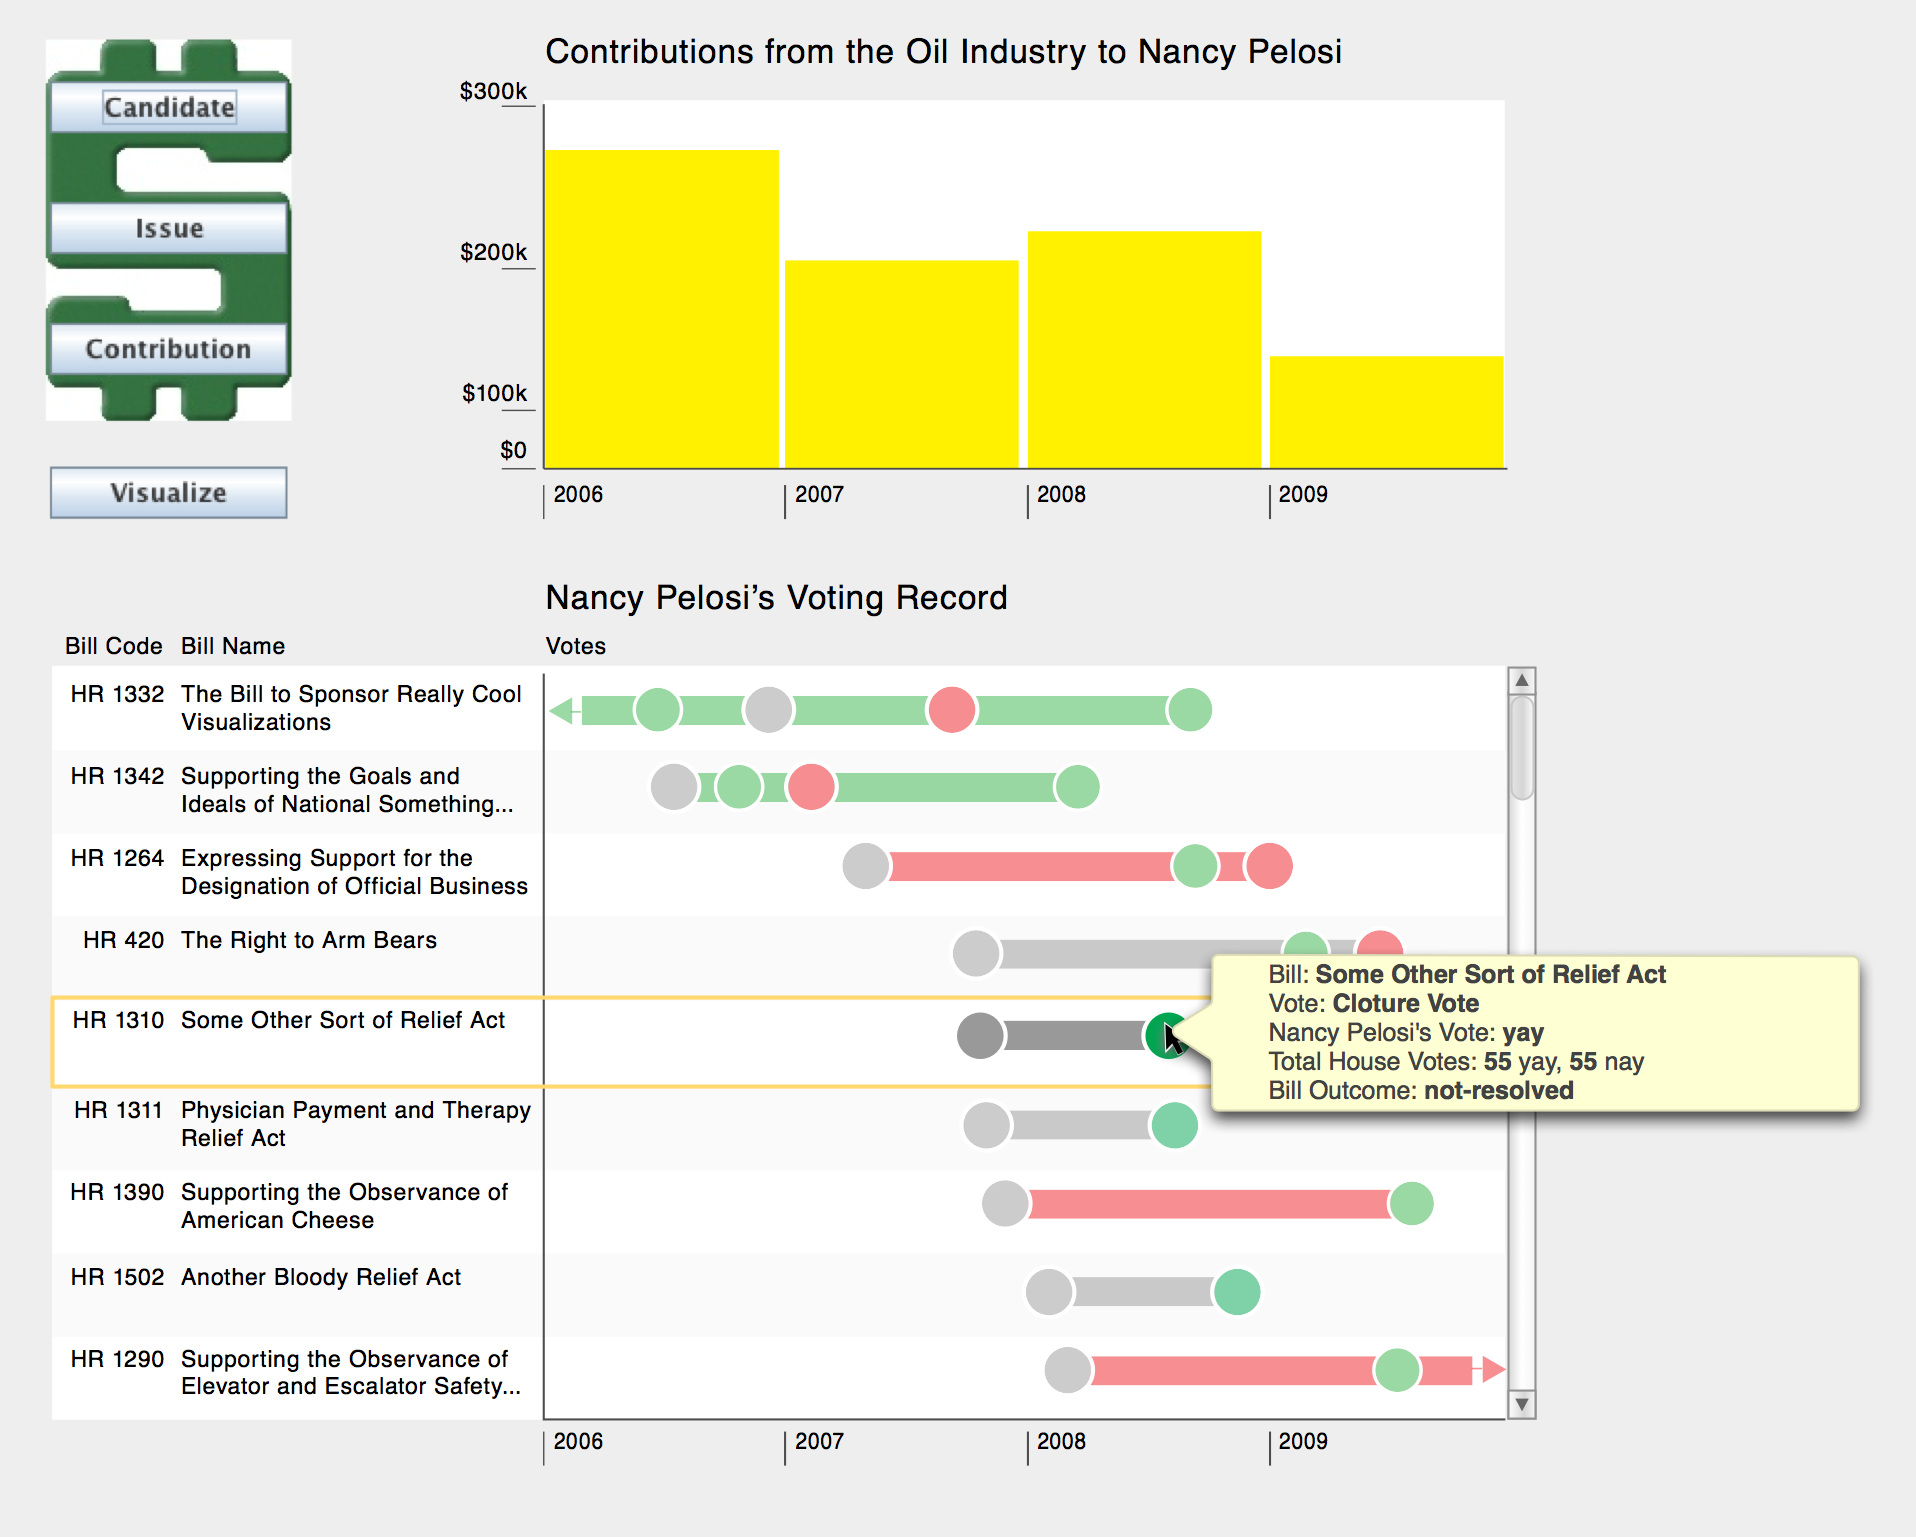 Candidate
Issue
Contribution
Visualize
Contributions from the Oil Industry to Nancy Pelosi
$300k
$200k
$100k
$0
2006 2007 2008 2009
Nancy Pelosi’s Voting Record
Bill Code Bill Name Votes
HR 1332 The Bill to Sponsor Really Cool
Visualizations
HR 1342 Supporting the Goals and
Ideals of National Something...
HR 1264 Expressing Support for the
Designation of Official Business
HR 420 The Right to Arm Bears
Bill: Some Other Sort of Relief Act
Vote: Cloture Vote
Nancy Pelosi's Vote: yay
Total House Votes: 55 yay, 55 nay
Bill Outcome: not-resolved
HR 1310 Some Other Sort of Relief Act
HR 1311 Physician Payment and Therapy
Relief Act
HR 1390 Supporting the Observance of
American Cheese
HR 1502 Another Bloody Relief Act
HR 1290 Supporting the Observance of
Elevator and Escalator Safety...
2006 2007 2008 2009